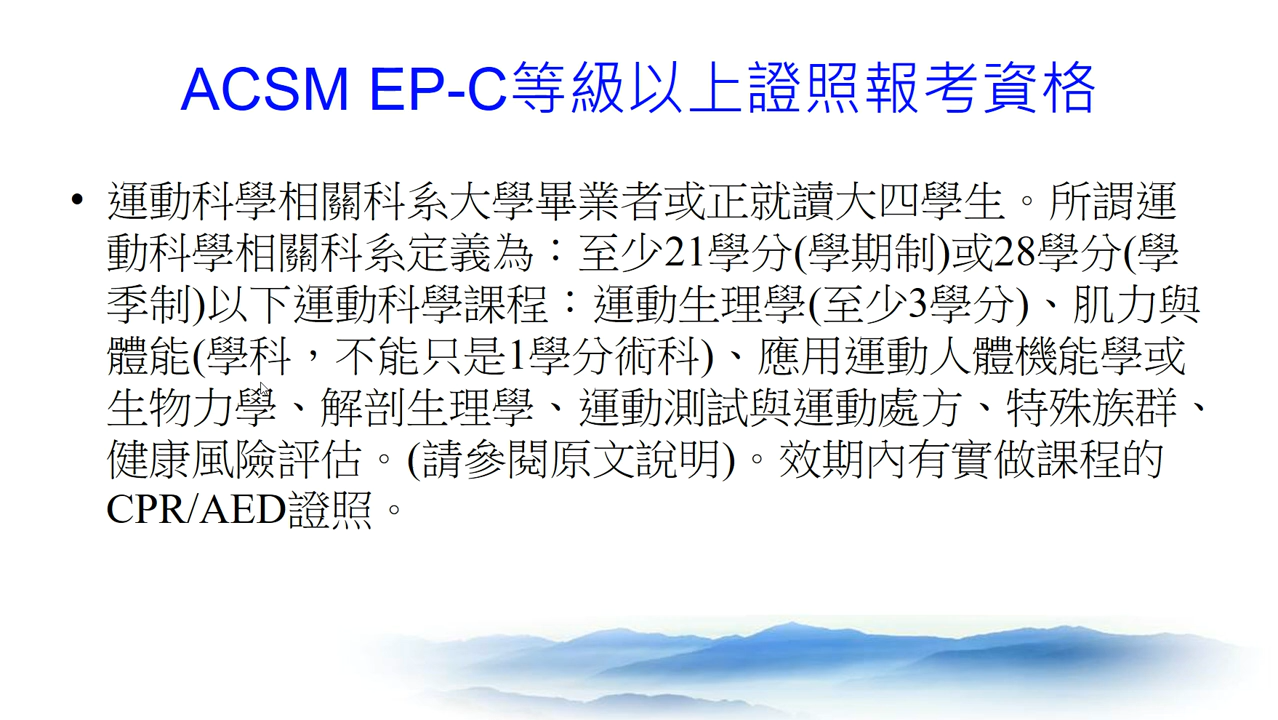 ACSM EP-C等級以上證照報考資格
• 運動科學相關科系大學畢業者或正就讀大四學生。所謂運
動科學相關科系定義為：至少21學分(學期制)或28學分(學
季制)以下運動科學課程：運動生理學(至少3學分)、肌力與
體能(學科，不能只是1學分術科)、應用運動人體機能學或
生物力學、解剖生理學、運動測試與運動處方、特殊族群、
健康風險評估。(請參閱原文說明)。效期內有實做課程的
CPR/AED證照。